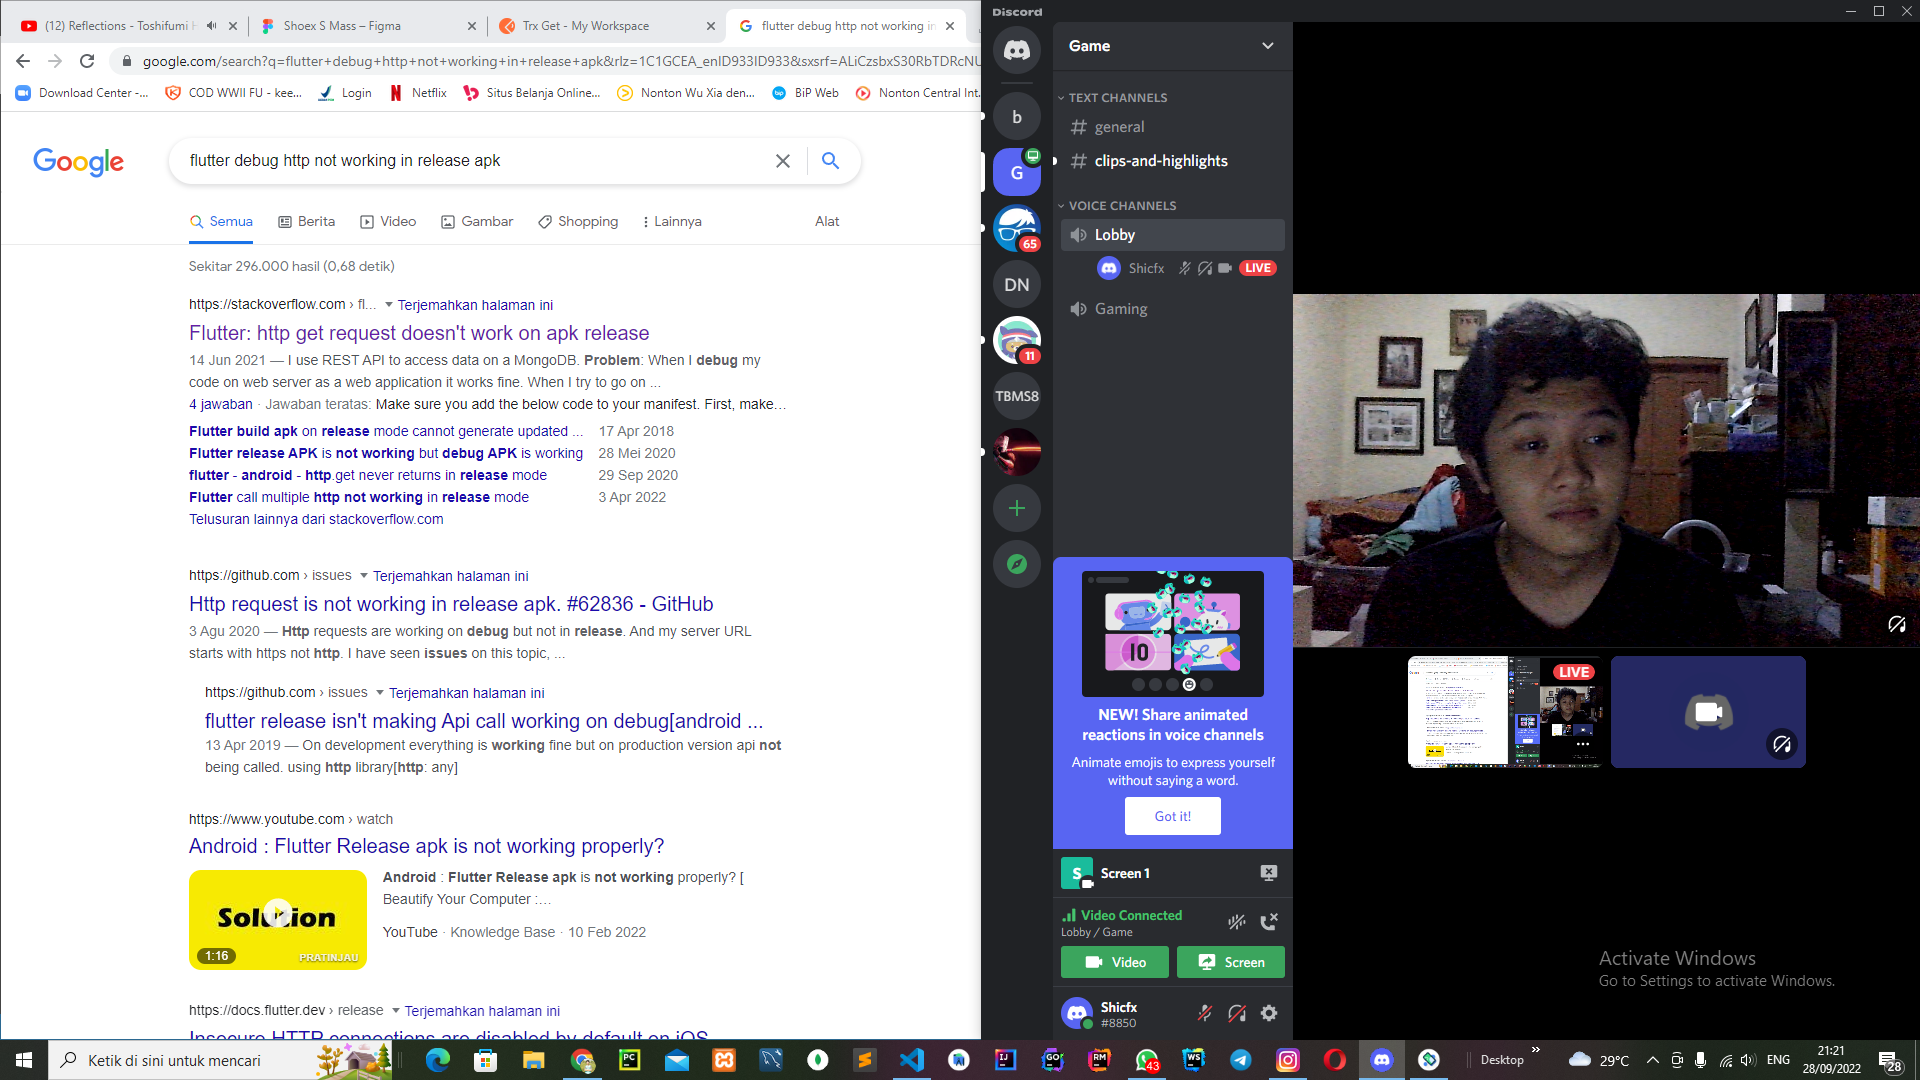 (12) Reflections - Toshifumi H
Shoex S Mass – Figma
Trx Get - My Workspace
flutter debug http not working in
google.com/search?q=flutter+debug+http+not+working+in+release+apk&rlz=1C1GCEA_enID933ID933&sxsrf=ALiCzsbxS30RbTDRcNU
Download Center -...
COD WWII FU - kee...
Login
Netflix
Situs Belanja Online...
Nonton Wu Xia den...
BiP Web
Nonton Central Int.
Google
flutter debug http not working in release apk
Semua
Berita
Video
Gambar
Shopping
Lainnya
Alat
Sekitar 296.000 hasil (0,68 detik)
https://stackoverflow.com › fl... Terjemahkan halaman ini
Flutter: http get request doesn't work on apk release
14 Jun 2021 — I use REST API to access data on a MongoDB. Problem: When I debug my
code on web server as a web application it works fine. When I try to go on ...
4 jawaban · Jawaban teratas: Make sure you add the below code to your manifest. First, make…
Flutter build apk on release mode cannot generate updated ... 17 Apr 2018
Flutter release APK is not working but debug APK is working 28 Mei 2020
flutter - android - http.get never returns in release mode 29 Sep 2020
Flutter call multiple http not working in release mode 3 Apr 2022
Telusuran lainnya dari stackoverflow.com
https://github.com › issues Terjemahkan halaman ini
Http request is not working in release apk. #62836 - GitHub
3 Agu 2020 — Http requests are working on debug but not in release. And my server URL
starts with https not http. I have seen issues on this topic, ...
https://github.com › issues Terjemahkan halaman ini
flutter release isn't making Api call working on debug[android ...
13 Apr 2019 — On development everything is working fine but on production version api not
being called. using http library[http: any]
https://www.youtube.com › watch
Android : Flutter Release apk is not working properly?
Solution
1:16
PRATINJAU
Android : Flutter Release apk is not working properly? [
Beautify Your Computer :...
YouTube · Knowledge Base · 10 Feb 2022
https://docs.flutter.dev › release Terjemahkan halaman ini
Insecure HTTP connections are disabled by default on iOS
Discord
b
G
65
DN
11
TBMS8
Game
TEXT CHANNELS
general
clips-and-highlights
VOICE CHANNELS
Lobby
Shicfx
LIVE
Gaming
10
NEW! Share animated
reactions in voice channels
Animate emojis to express yourself
without saying a word.
Got it!
S
Screen 1
Video Connected
Lobby / Game
Video
Screen
Shicfx
#8850
LIVE
Activate Windows
Go to Settings to activate Windows.
Ketik di sini untuk mencari
PC
IJ
GO
RM
43
WS
Desktop
29°C
ENG
21:21
28/09/2022
28